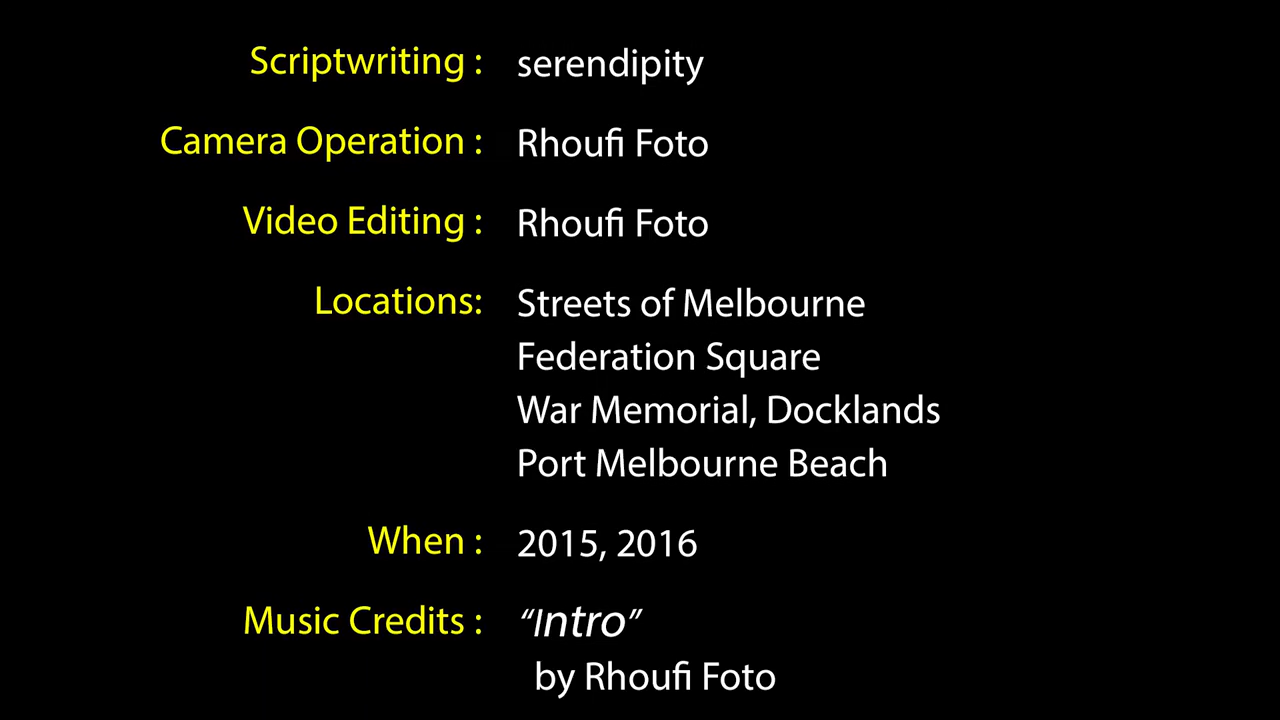 Scriptwriting : serendipity
Camera Operation : Rhoufi Foto
Video Editing : Rhoufi Foto
Locations: Streets of Melbourne
Federation Square
War Memorial, Docklands
Port Melbourne Beach
When : 2015, 2016
Music Credits : “Intro”
by Rhoufi Foto